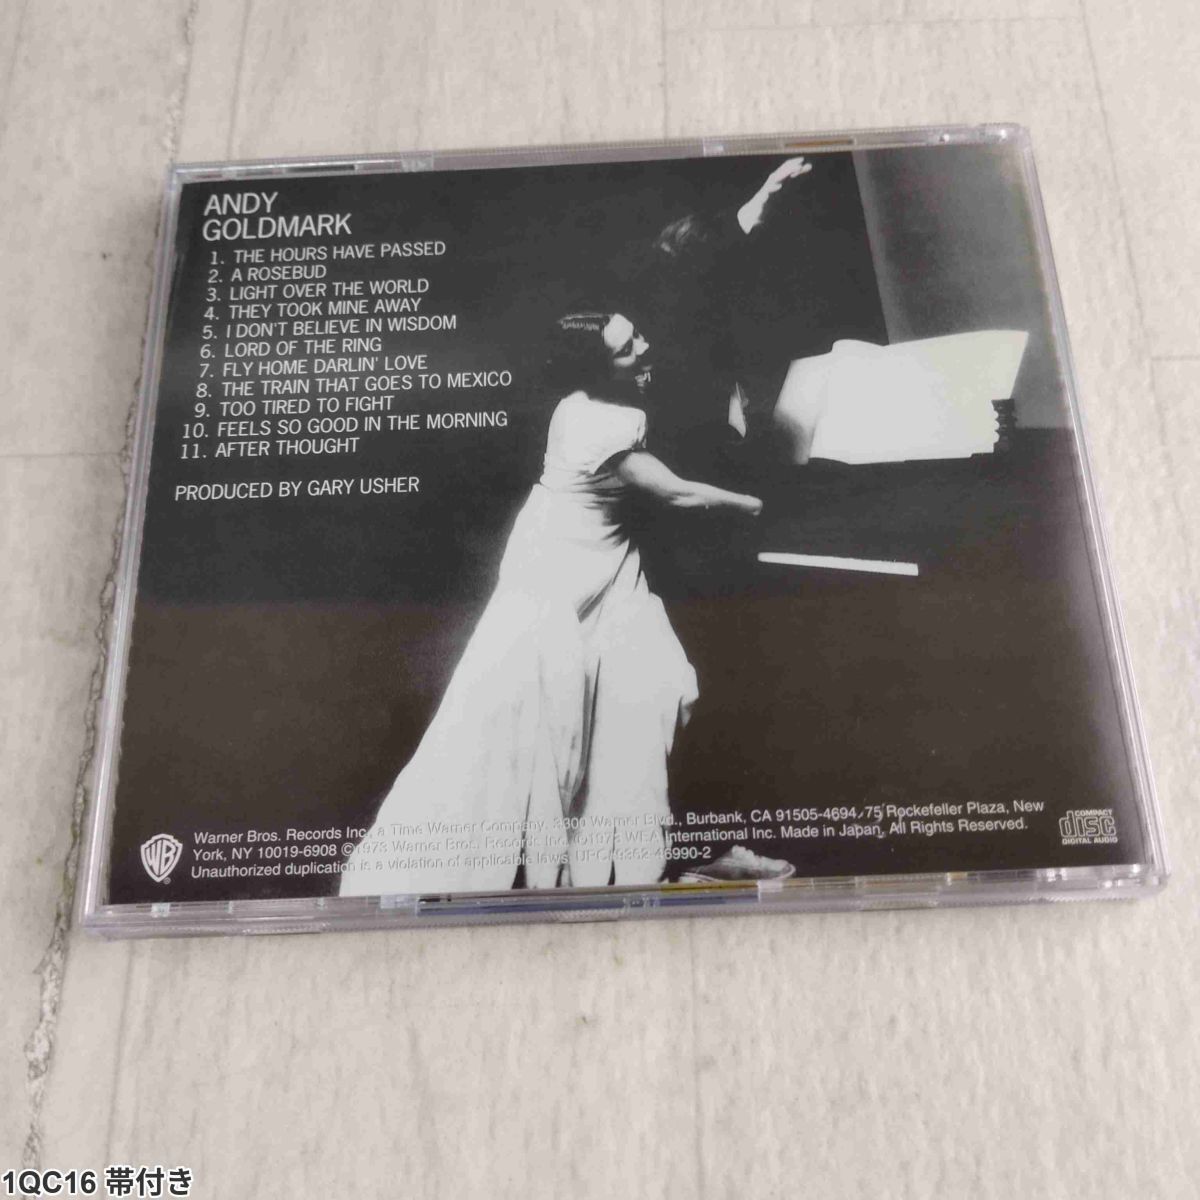 ANDY
GOLDMARK
1. THE HOURS HAVE PASSED
2. A ROSEBUD
3. LIGHT OVER THE WORLD
4. THEY TOOK MINE AWAY
5. I DON'T BELIEVE IN WISDOM
6. LORD OF THE RING
7. FLY HOME DARLIN' LOVE
8. THE TRAIN THAT GOES TO MEXICO
9. TOO TIRED TO FIGHT
10. FEELS SO GOOD IN THE MORNING
11. AFTER THOUGHT
PRODUCED BY GARY USHER
Warner Bros. Records Inc., a Time Warner Company. 3300 Warner Blvd., Burbank, CA 91505-4694, 75 Rockefeller Plaza, New
York, NY 10019-6908 ©1973 Warner Bros. Records Inc. ©1973 WEA International Inc. Made in Japan. All Rights Reserved.
Unauthorized duplication is a violation of applicable laws. UPC#9362-46990-2
WB
COMPACT
disc
DIGITAL AUDIO
1QC16 帯付き